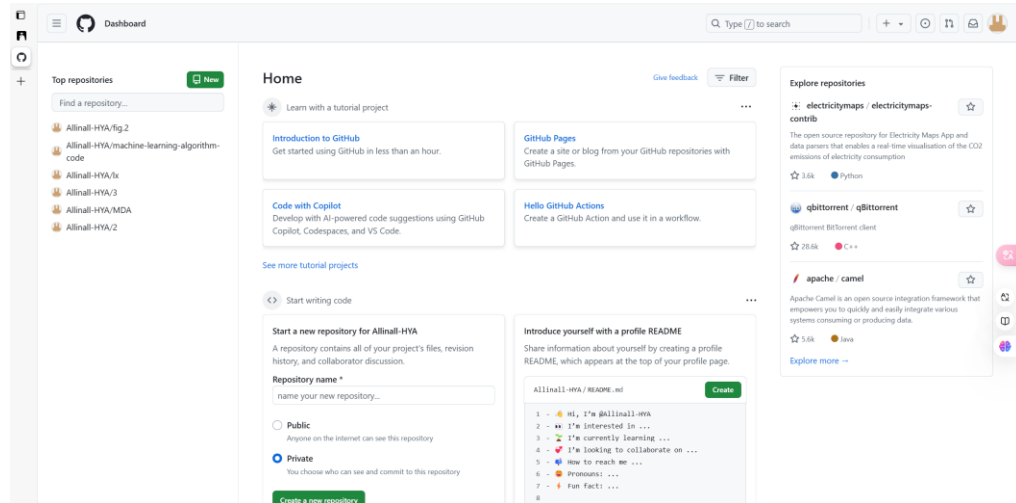 Dashboard
Type / to search
Top repositories
New
Find a repository...
Allinall-HYA/fig.2
Allinall-HYA/machine-learning-algorithm-
code
Allinall-HYA/lx
Allinall-HYA/3
Allinall-HYA/MDA
Allinall-HYA/2
Home
Give feedback
Filter
Learn with a tutorial project
Introduction to GitHub
Get started using GitHub in less than an hour.
GitHub Pages
Create a site or blog from your GitHub repositories with
GitHub Pages.
Code with Copilot
Develop with AI-powered code suggestions using GitHub
Copilot, Codespaces, and VS Code.
Hello GitHub Actions
Create a GitHub Action and use it in a workflow.
See more tutorial projects
Start writing code
Start a new repository for Allinall-HYA
A repository contains all of your project's files, revision
history, and collaborator discussion.
Repository name *
name your new repository...
Public
Anyone on the internet can see this repository
Private
You choose who can see and commit to this repository
Create a new repository
Introduce yourself with a profile README
Share information about yourself by creating a profile
README, which appears at the top of your profile page.
Allinall-HYA / README.md
Create
1 - 👋 Hi, I'm @Allinall-HYA
2 - 👀 I'm interested in ...
3 - 🌱 I'm currently learning ...
4 - 💞️ I'm looking to collaborate on ...
5 - 📫 How to reach me ...
6 - 😄 Pronouns: ...
7 - ⚡ Fun fact: ...
8
Explore repositories
electricitymaps / electricitymaps-
contrib
The open source repository for Electricity Maps App and
data parsers that enables a real-time visualisation of the CO2
emissions of electricity consumption
3.6k Python
qbittorrent / qBittorrent
qBittorrent BitTorrent client
28.6k C++
apache / camel
Apache Camel is an open source integration framework that
empowers you to quickly and easily integrate various
systems consuming or producing data.
5.6k Java
Explore more →